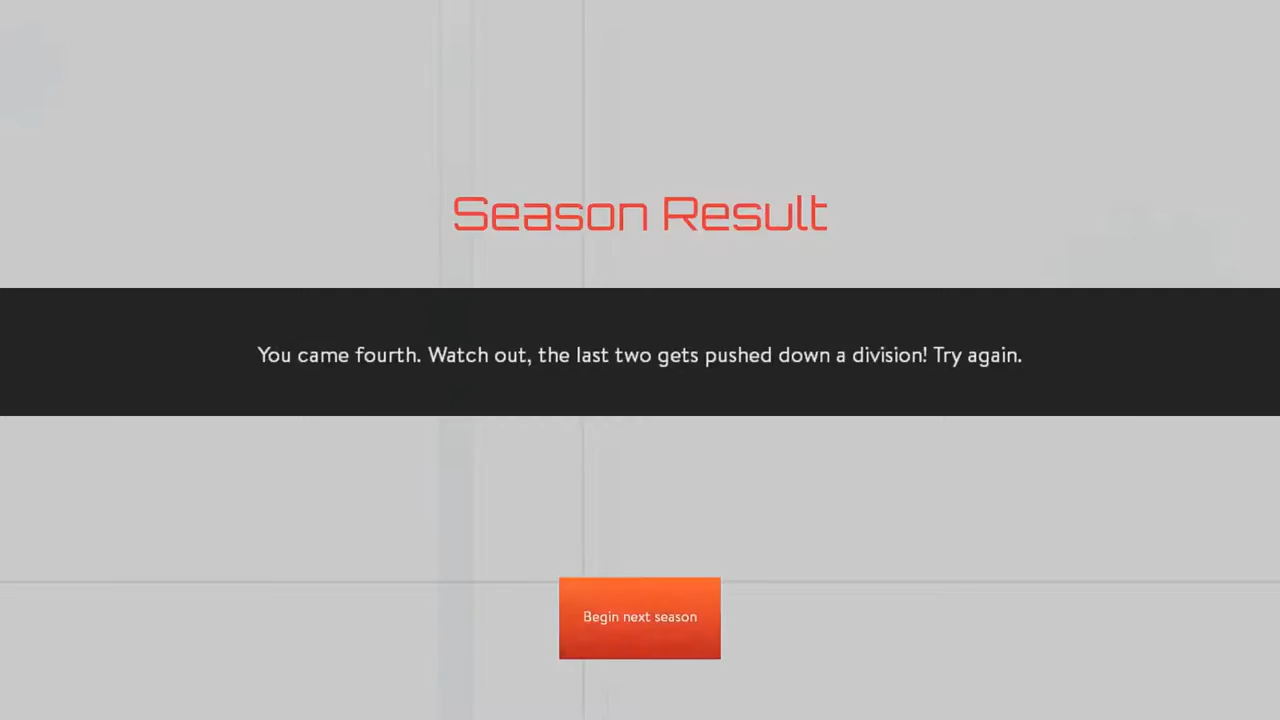 Season Result
You came fourth. Watch out, the last two gets pushed down a division! Try again.
Begin next season